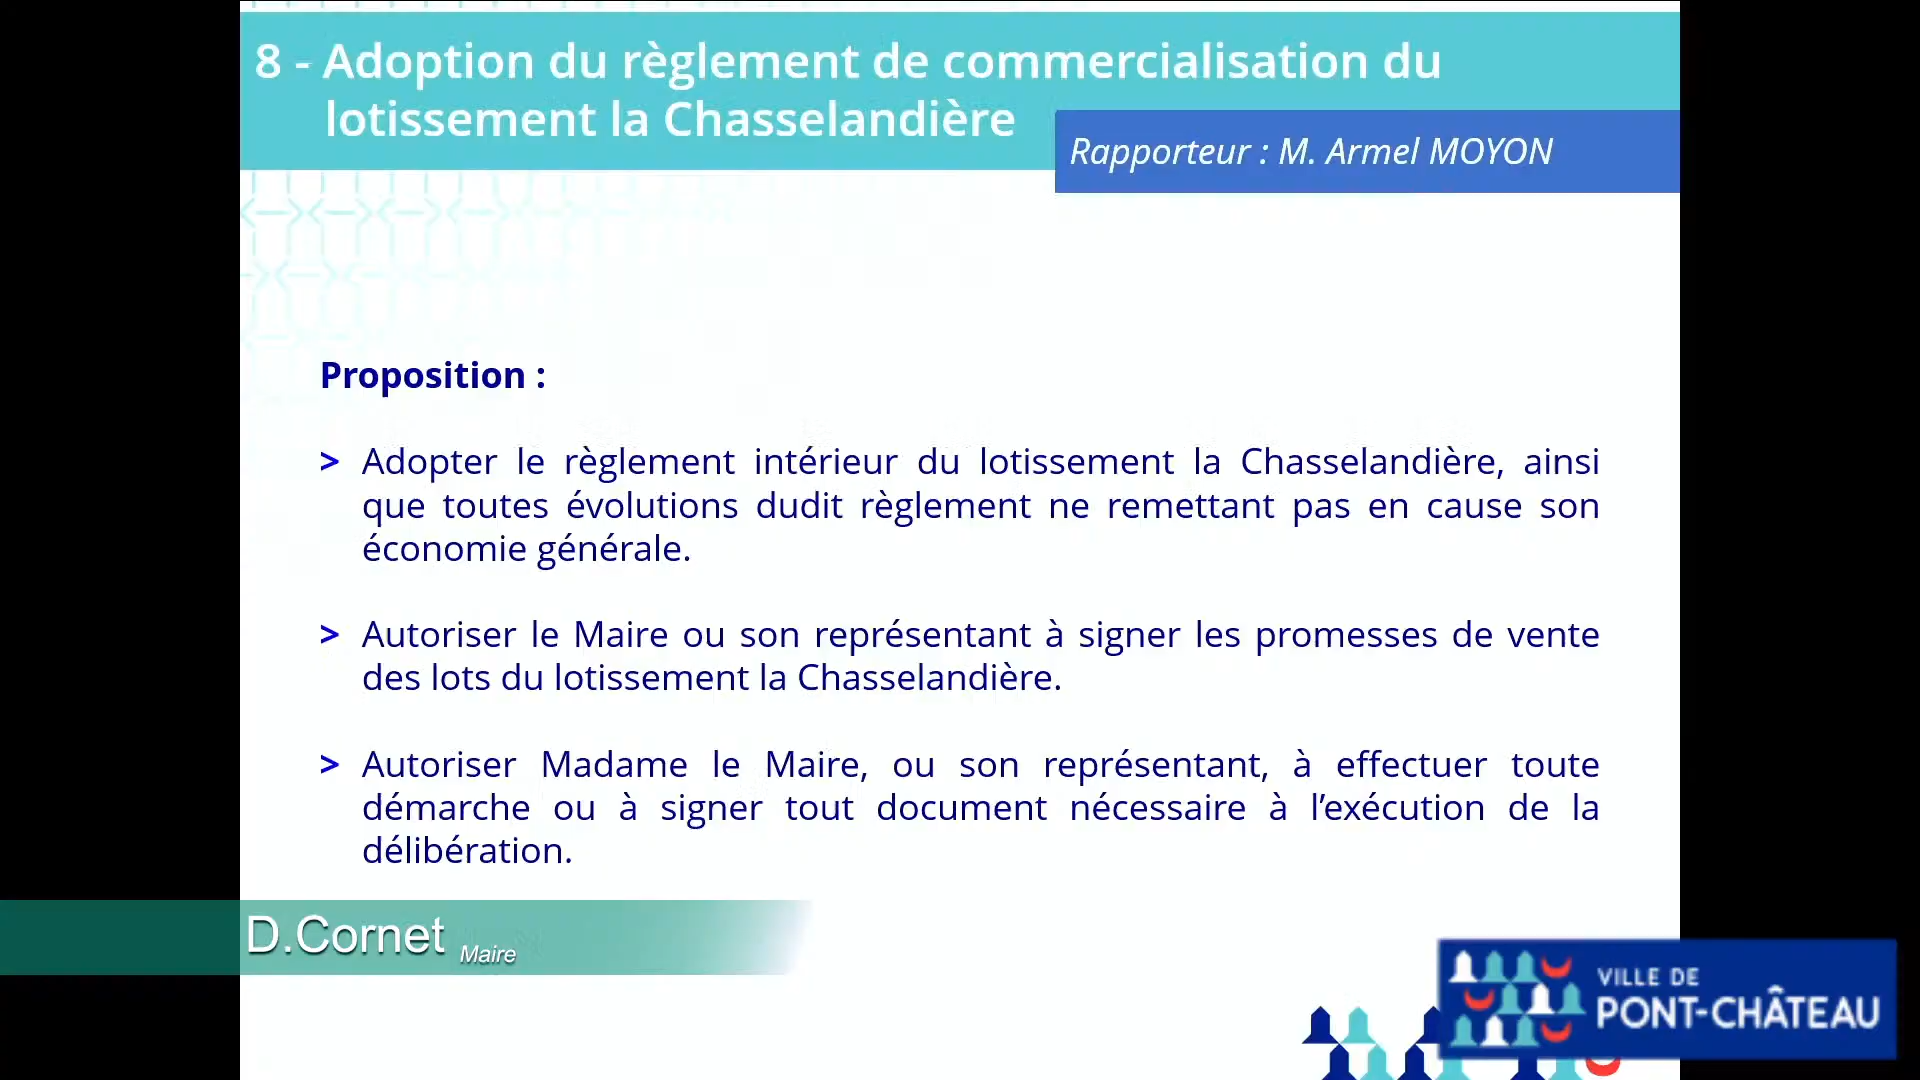 8 - Adoption du règlement de commercialisation du
lotissement la Chasselandière
Rapporteur : M. Armel MOYON
Proposition :
> Adopter le règlement intérieur du lotissement la Chasselandière, ainsi
que toutes évolutions dudit règlement ne remettant pas en cause son
économie générale.
> Autoriser le Maire ou son représentant à signer les promesses de vente
des lots du lotissement la Chasselandière.
> Autoriser Madame le Maire, ou son représentant, à effectuer toute
démarche ou à signer tout document nécessaire à l’exécution de la
délibération.
D.Cornet Maire
VILLE DE
PONT-CHÂTEAU